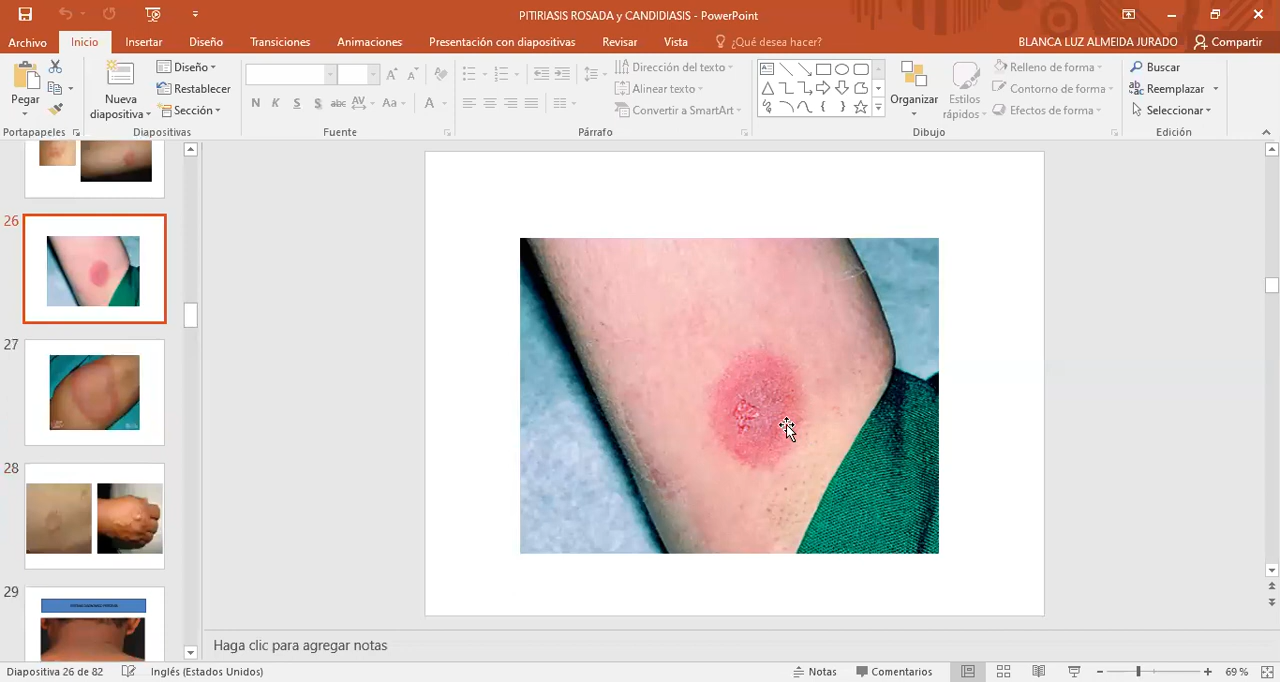 PITIRIASIS ROSADA y CANDIDIASIS - PowerPoint
Archivo Inicio Insertar Diseño Transiciones Animaciones Presentación con diapositivas Revisar Vista ¿Qué desea hacer? BLANCA LUZ ALMEIDA JURADO Compartir
Pegar
Nueva diapositiva
Diseño
Restablecer
Sección
N K S S abc AV Aa A
Dirección del texto
Alinear texto
Convertir a SmartArt
Organizar
Estilos rápidos
Relleno de forma
Contorno de forma
Efectos de forma
Buscar
Reemplazar
Seleccionar
Portapapeles Diapositivas Fuente Párrafo Dibujo Edición
26
27
28
29
Haga clic para agregar notas
Diapositiva 26 de 82 Inglés (Estados Unidos) Notas Comentarios 69 %